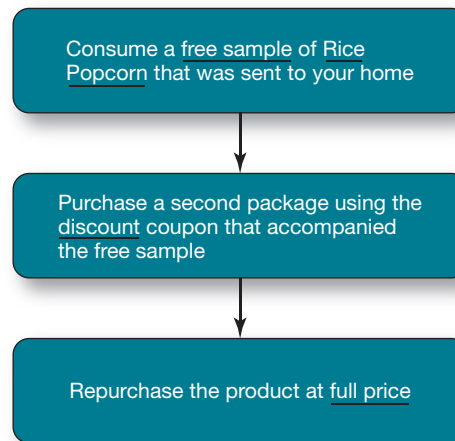 Consume a free sample of Rice
Popcorn that was sent to your home
Purchase a second package using the
discount coupon that accompanied
the free sample
Repurchase the product at full price